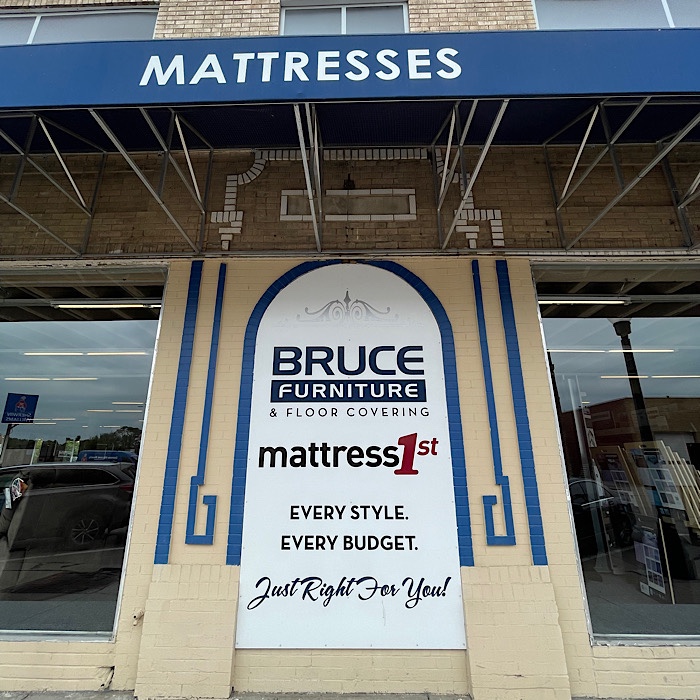 MATTRESSES
BRUCE
FURNITURE
& FLOOR COVERING
mattress1st
EVERY STYLE.
EVERY BUDGET.
Just Right For You!